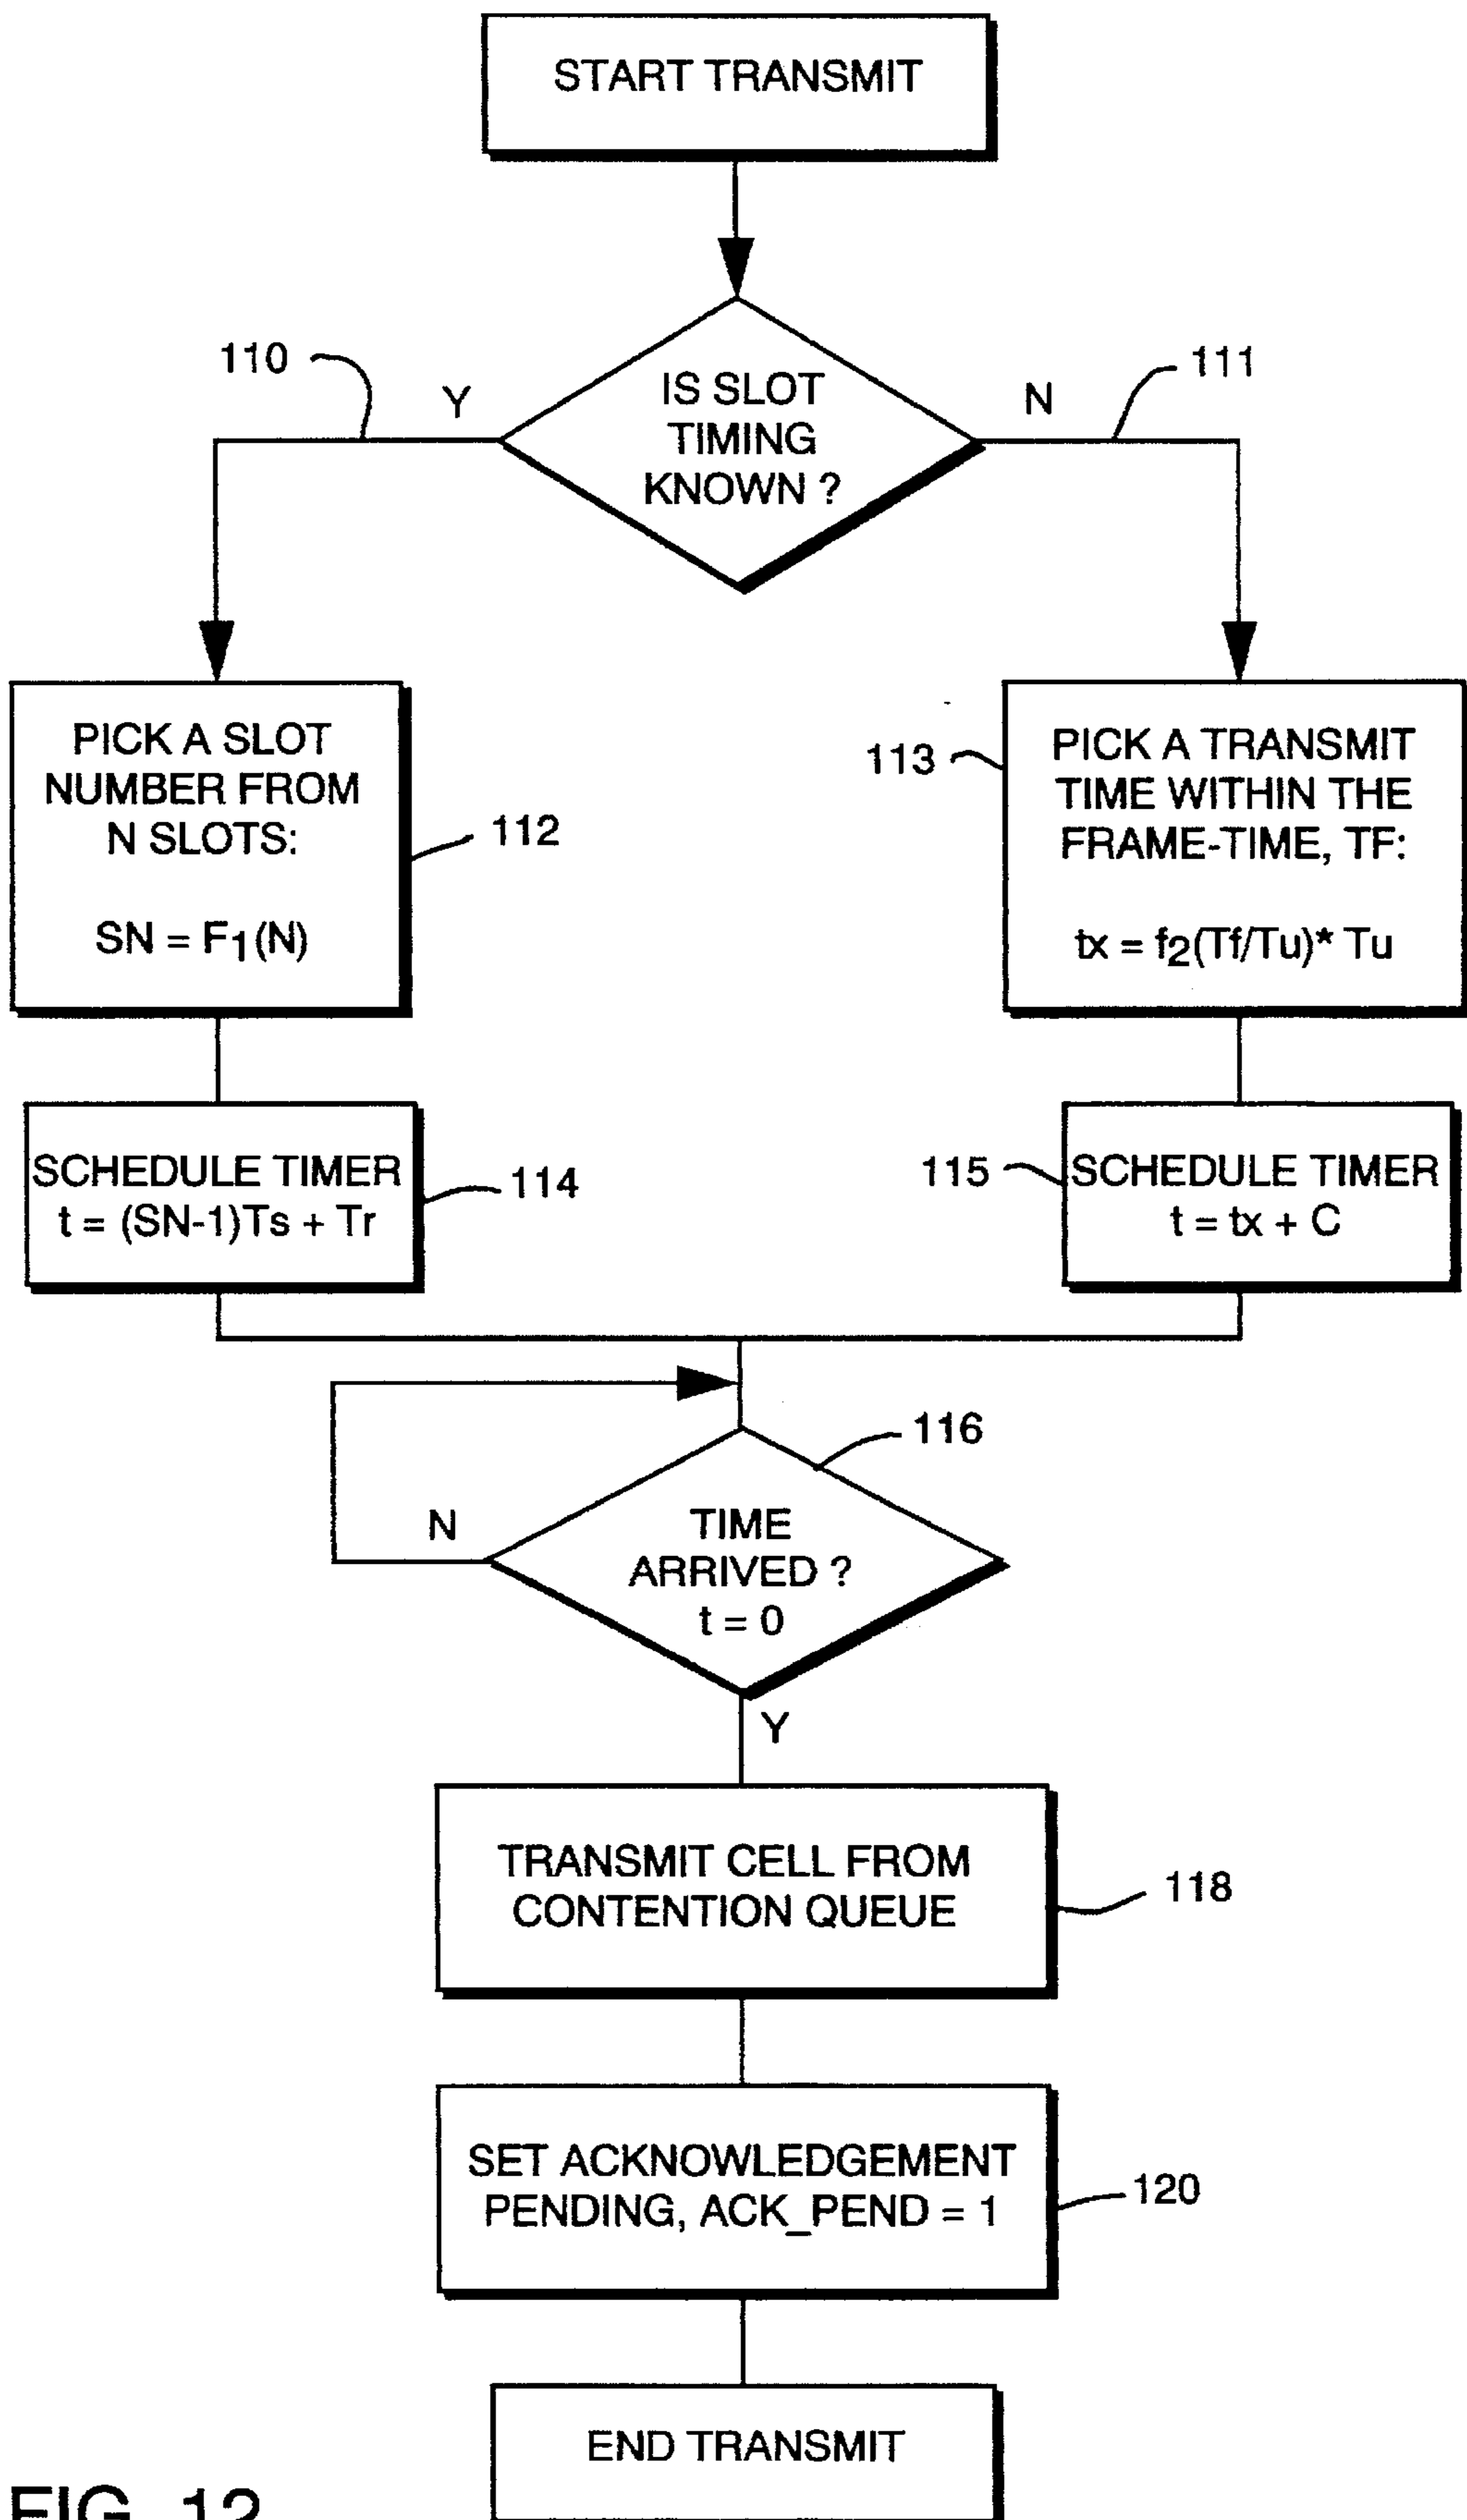 START TRANSMIT
110
Y
IS SLOT
TIMING
KNOWN ?
N
111
PICK A SLOT
NUMBER FROM
N SLOTS:
SN = F1(N)
112
113
PICK A TRANSMIT
TIME WITHIN THE
FRAME-TIME, TF:
tx = f2(Tf/Tu)* Tu
SCHEDULE TIMER
t = (SN-1)Ts + Tr
114
115
SCHEDULE TIMER
t = tx + C
116
N
TIME
ARRIVED ?
t = 0
Y
TRANSMIT CELL FROM
CONTENTION QUEUE
118
SET ACKNOWLEDGEMENT
PENDING, ACK_PEND = 1
120
END TRANSMIT
FIG. 12